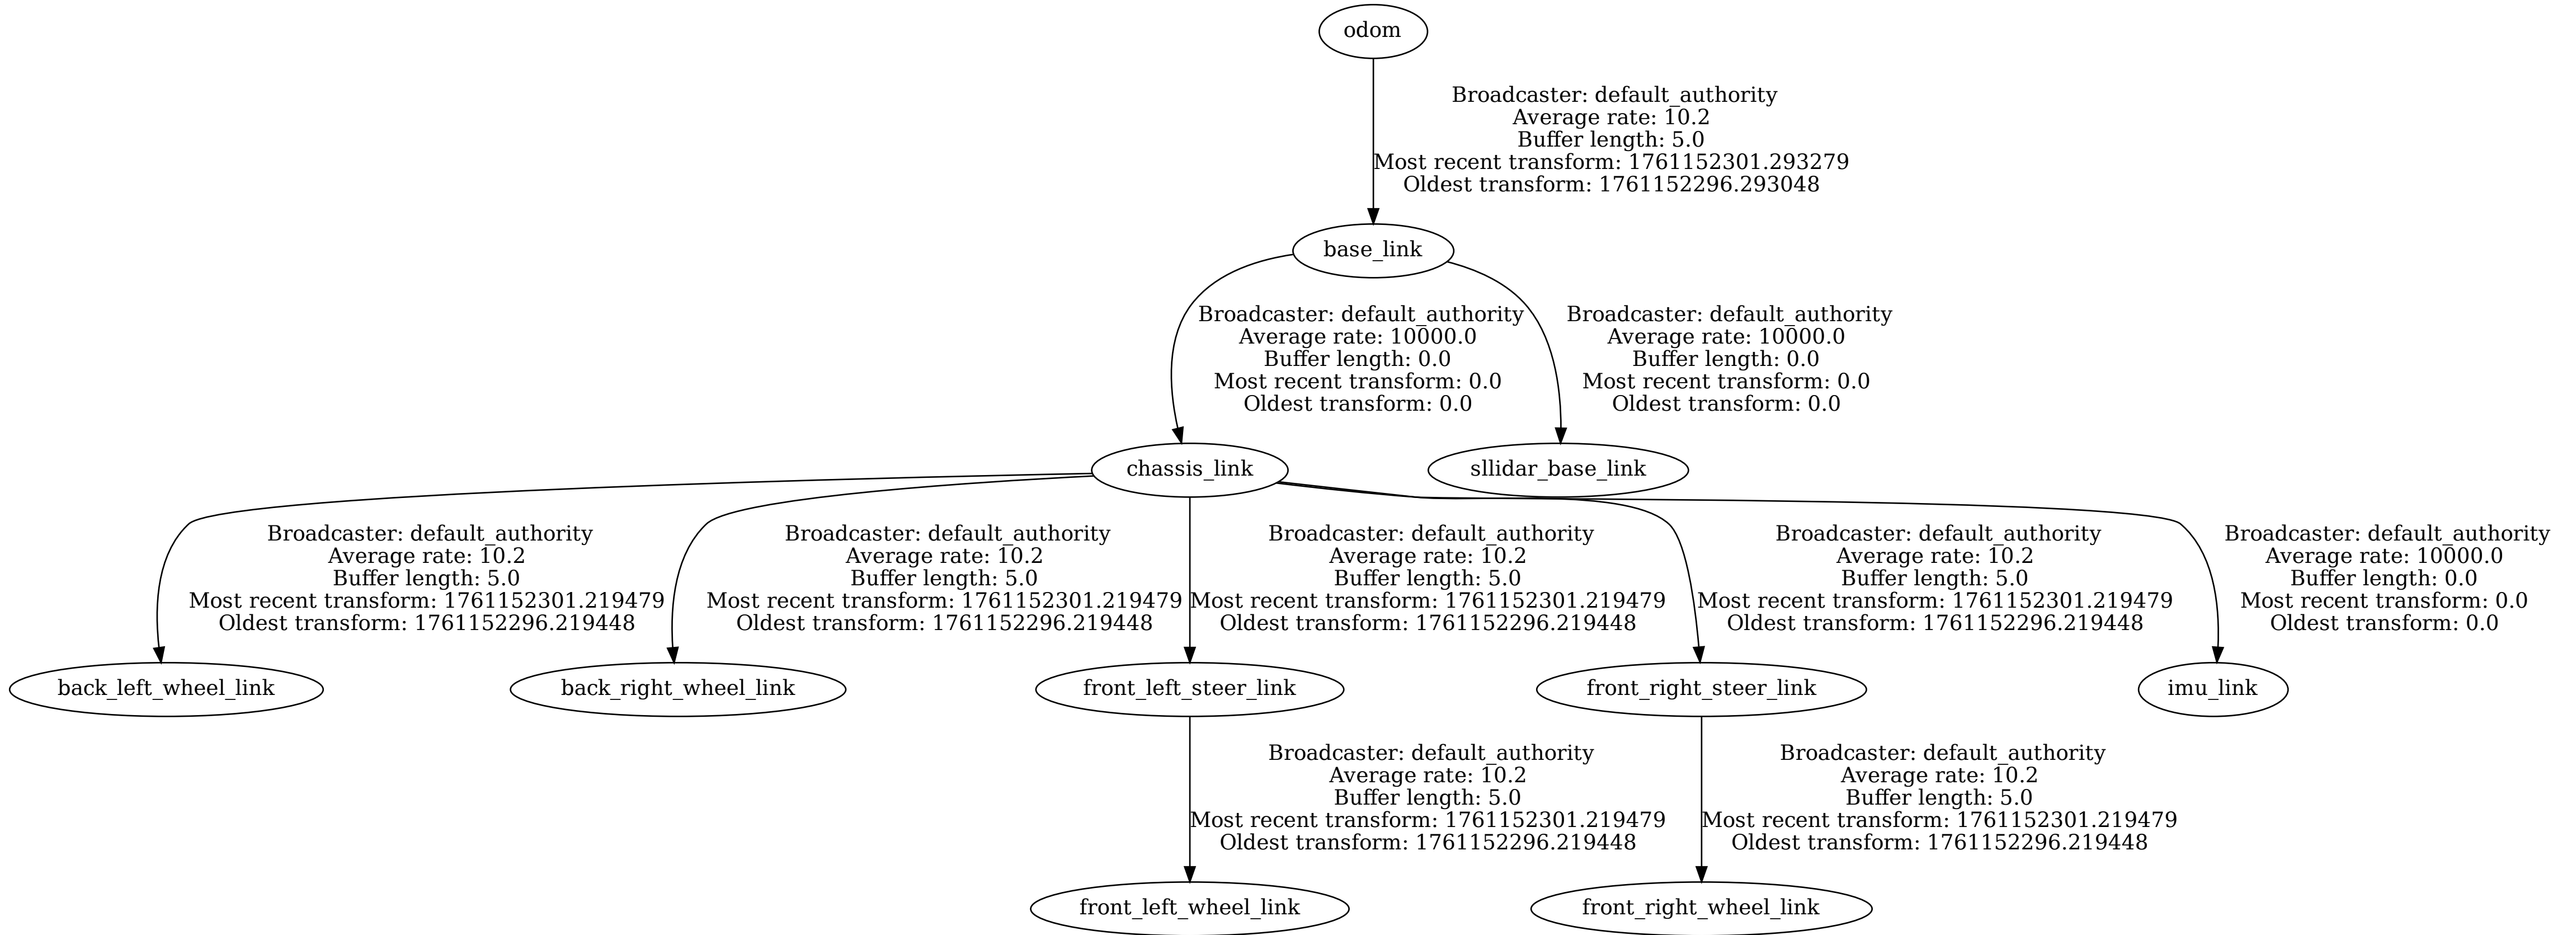 odom
Broadcaster: default_authority
Average rate: 10.2
Buffer length: 5.0
Most recent transform: 1761152301.293279
Oldest transform: 1761152296.293048
base_link
Broadcaster: default_authority
Average rate: 10000.0
Buffer length: 0.0
Most recent transform: 0.0
Oldest transform: 0.0
Broadcaster: default_authority
Average rate: 10000.0
Buffer length: 0.0
Most recent transform: 0.0
Oldest transform: 0.0
chassis_link
sllidar_base_link
Broadcaster: default_authority
Average rate: 10.2
Buffer length: 5.0
Most recent transform: 1761152301.219479
Oldest transform: 1761152296.219448
Broadcaster: default_authority
Average rate: 10.2
Buffer length: 5.0
Most recent transform: 1761152301.219479
Oldest transform: 1761152296.219448
Broadcaster: default_authority
Average rate: 10.2
Buffer length: 5.0
Most recent transform: 1761152301.219479
Oldest transform: 1761152296.219448
Broadcaster: default_authority
Average rate: 10.2
Buffer length: 5.0
Most recent transform: 1761152301.219479
Oldest transform: 1761152296.219448
Broadcaster: default_authority
Average rate: 10000.0
Buffer length: 0.0
Most recent transform: 0.0
Oldest transform: 0.0
back_left_wheel_link
back_right_wheel_link
front_left_steer_link
front_right_steer_link
imu_link
Broadcaster: default_authority
Average rate: 10.2
Buffer length: 5.0
Most recent transform: 1761152301.219479
Oldest transform: 1761152296.219448
Broadcaster: default_authority
Average rate: 10.2
Buffer length: 5.0
Most recent transform: 1761152301.219479
Oldest transform: 1761152296.219448
front_left_wheel_link
front_right_wheel_link